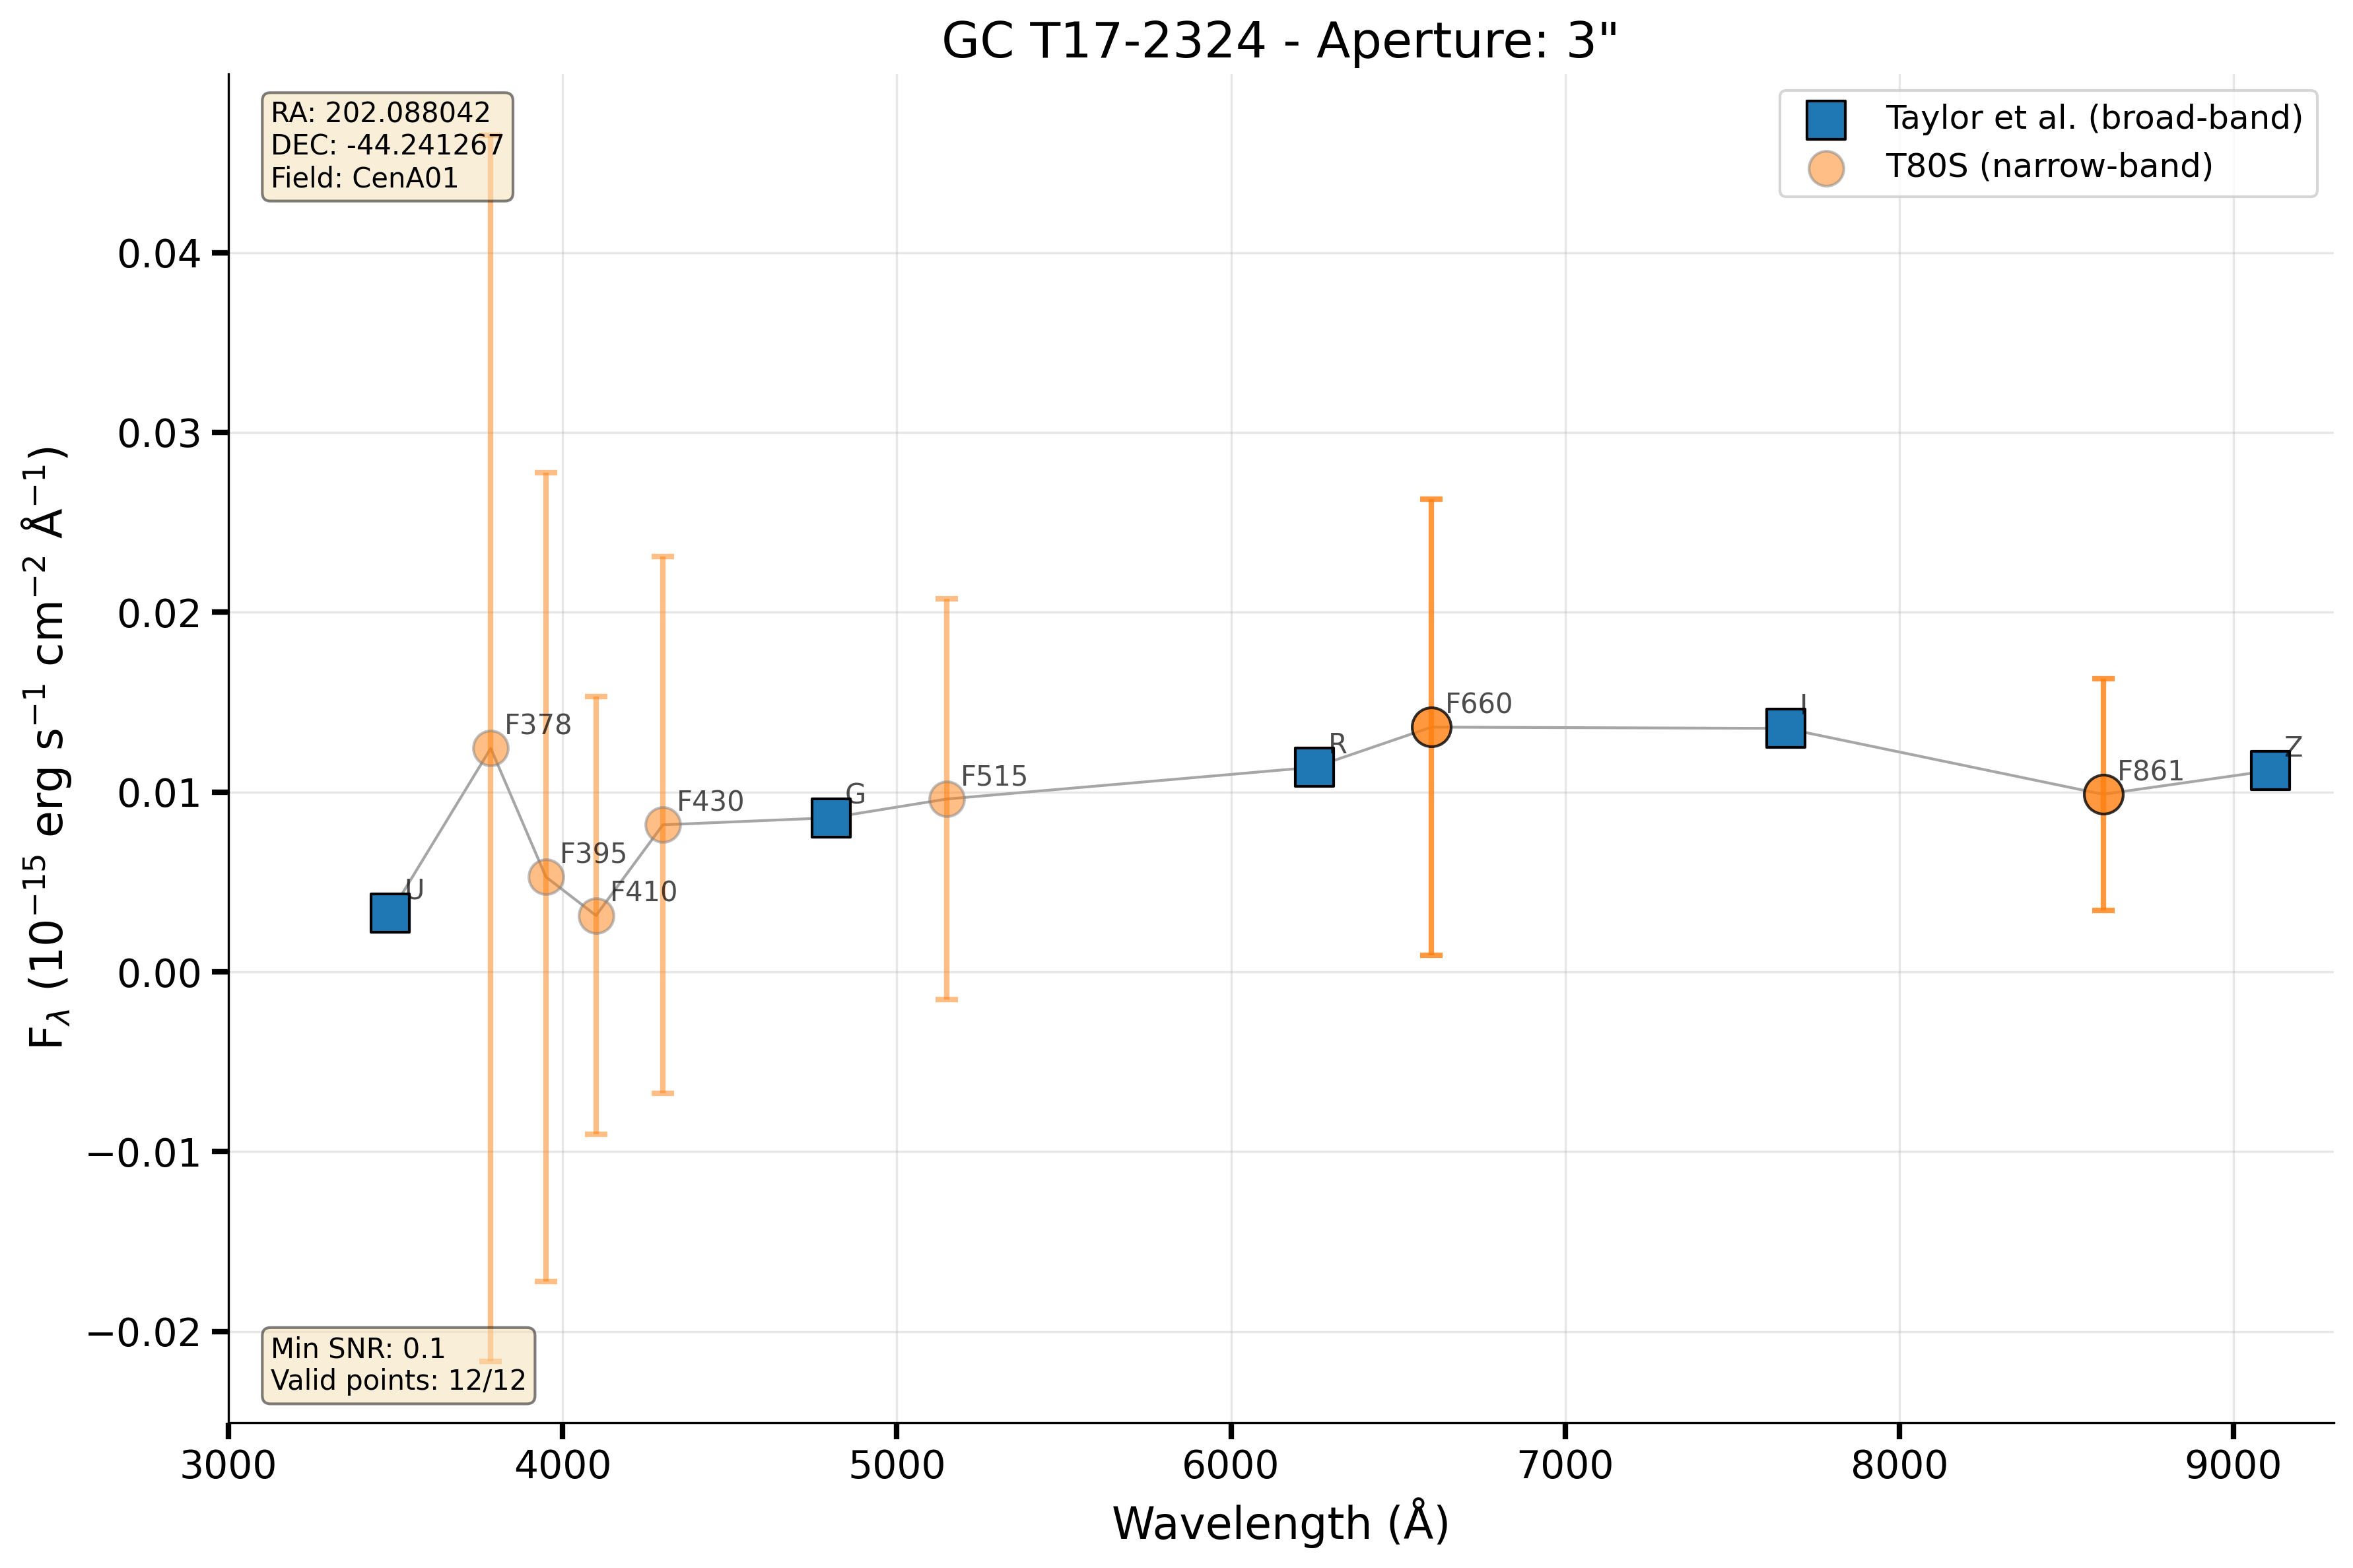 GC T17-2324 - Aperture: 3"
RA: 202.088042
DEC: -44.241267
Field: CenA01
Taylor et al. (broad-band)
T80S (narrow-band)
0.04
0.03
0.02
0.01
0.00
−0.01
−0.02
F_λ (10⁻¹⁵ erg s⁻¹ cm⁻² Å⁻¹)
U
F378
F395
F410
F430
G
F515
R
F660
I
F861
Z
Min SNR: 0.1
Valid points: 12/12
3000 4000 5000 6000 7000 8000 9000
Wavelength (Å)